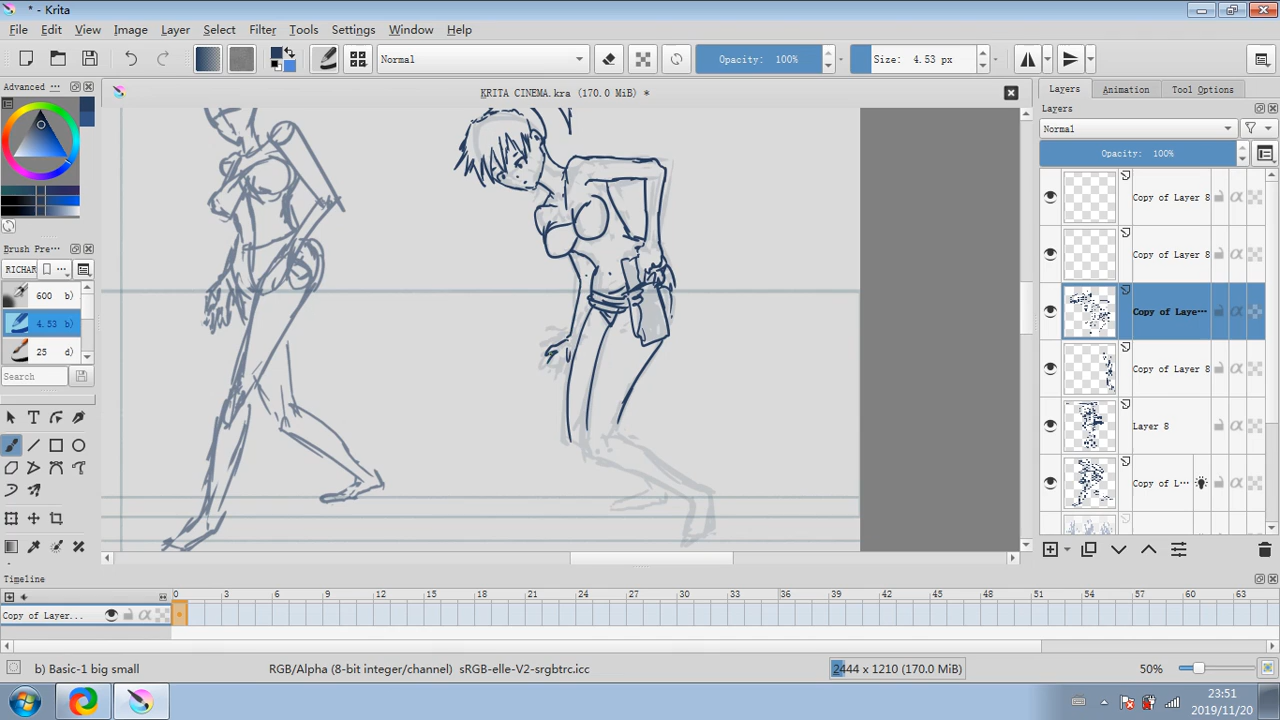 * - Krita
File Edit View Image Layer Select Filter Tools Settings Window Help
Normal Opacity: 100% Size: 4.53 px
Advanced ... KRITA CINEMA.kra (170.0 MiB) * Layers Animation Tool Options
Layers
Normal
Opacity: 100%
Copy of Layer 8
Brush Pre...
Copy of Layer 8
RICHAR
600 b)
4.53 b)
Copy of Laye...
25 d)
Search
Copy of Layer 8
Layer 8
Copy of L...
Timeline
0 3 6 9 12 15 18 21 24 27 30 33 36 39 42 45 48 51 54 57 60 63
Copy of Layer...
b) Basic-1 big small RGB/Alpha (8-bit integer/channel) sRGB-elle-V2-srgbtrc.icc 2444 x 1210 (170.0 MiB) 50%
23:51
2019/11/20